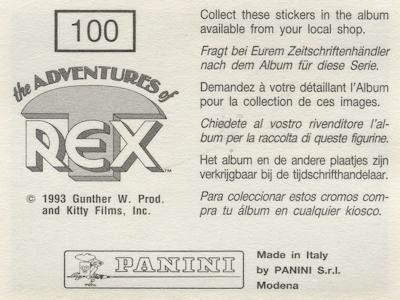 100
the ADVENTURES of
T
REX™
© 1993 Gunther W. Prod.
and Kitty Films, Inc.
Collect these stickers in the album
available from your local shop.
Fragt bei Eurem Zeitschriftenhändler
nach dem Album für diese Serie.
Demandez à votre détaillant l'Album
pour la collection de ces images.
Chiedete al vostro rivenditore l'al-
bum per la raccolta di queste figurine.
Het album en de andere plaatjes zijn
verkrijgbaar bij de tijdschrifthandelaar.
Para coleccionar estos cromos com-
pra tu álbum en cualquier kiosco.
PANINI
Made in Italy
by PANINI S.r.l.
Modena